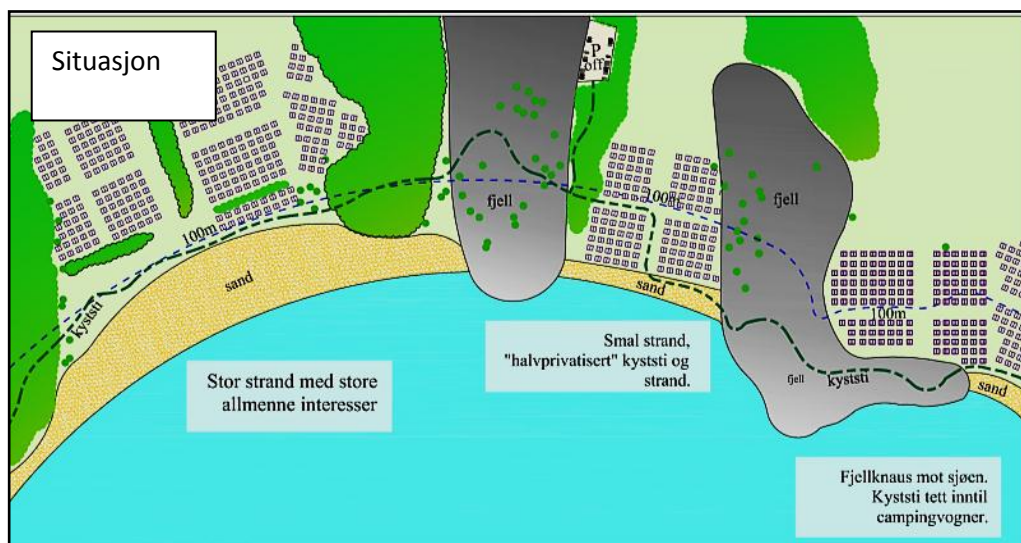 Situasjon
P
off
fjell
100m
fjell
100m
kyststi
sand
sand
100m
Smal strand,
"halvprivatisert" kyststi og
strand.
Stor strand med store
allmenne interesser
fjell
kyststi
sand
Fjellknaus mot sjøen.
Kyststi tett inntil
campingvogner.